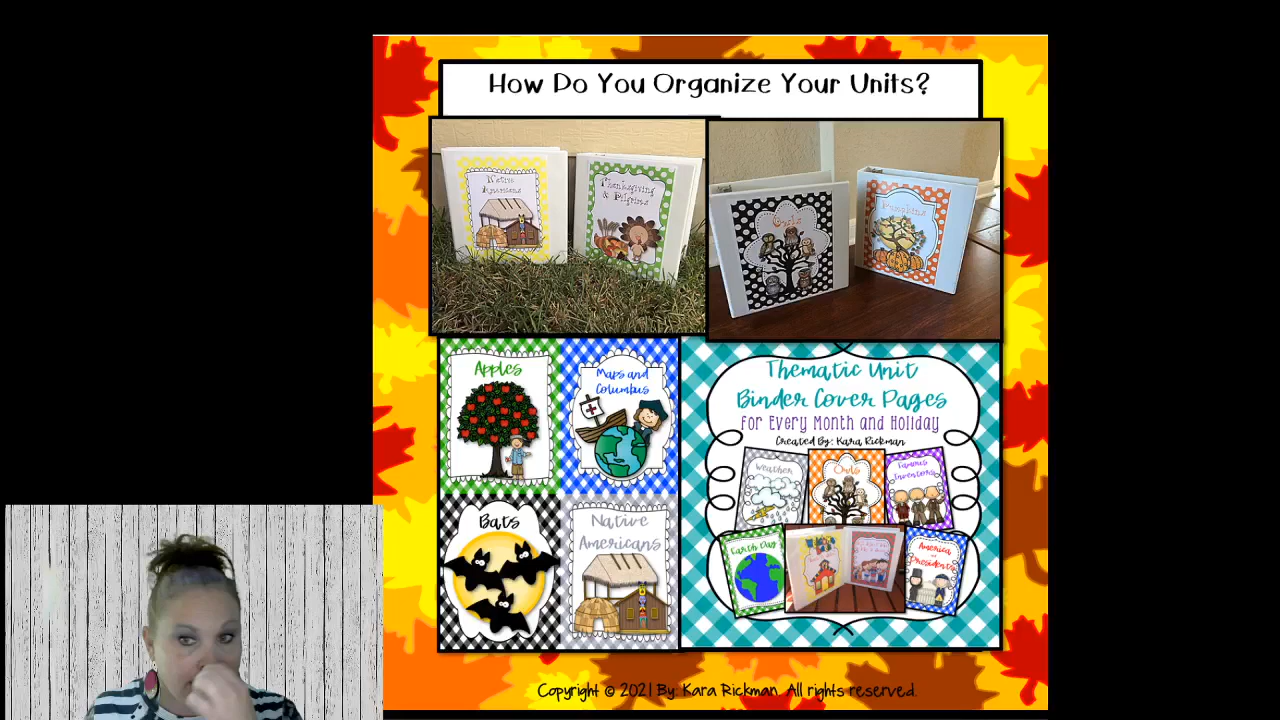 How Do You Organize Your Units?
Native
Americans
Thanksgiving
& Pilgrims
Owls
Pumpkins
Apples
Maps and
Columbus
Bats
Native
Americans
Thematic Unit
Binder Cover Pages
for Every Month and Holiday
Created By: Kara Rickman
Weather
Owls
Famous
Inventors
Earth Day
America
Presidents
Copyright © 2021 By: Kara Rickman. All rights reserved.